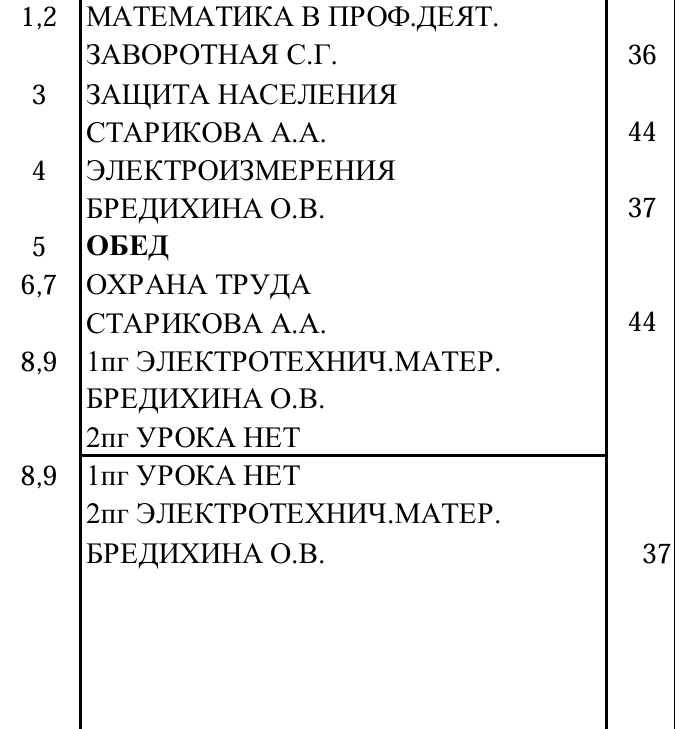 1,2 МАТЕМАТИКА В ПРОФ.ДЕЯТ.
ЗАВОРОТНАЯ С.Г. 36
3 ЗАЩИТА НАСЕЛЕНИЯ
СТАРИКОВА А.А. 44
4 ЭЛЕКТРОИЗМЕРЕНИЯ
БРЕДИХИНА О.В. 37
5 ОБЕД
6,7 ОХРАНА ТРУДА
СТАРИКОВА А.А. 44
8,9 1пг ЭЛЕКТРОТЕХНИЧ.МАТЕР.
БРЕДИХИНА О.В.
2пг УРОКА НЕТ
8,9 1пг УРОКА НЕТ
2пг ЭЛЕКТРОТЕХНИЧ.МАТЕР.
БРЕДИХИНА О.В. 37